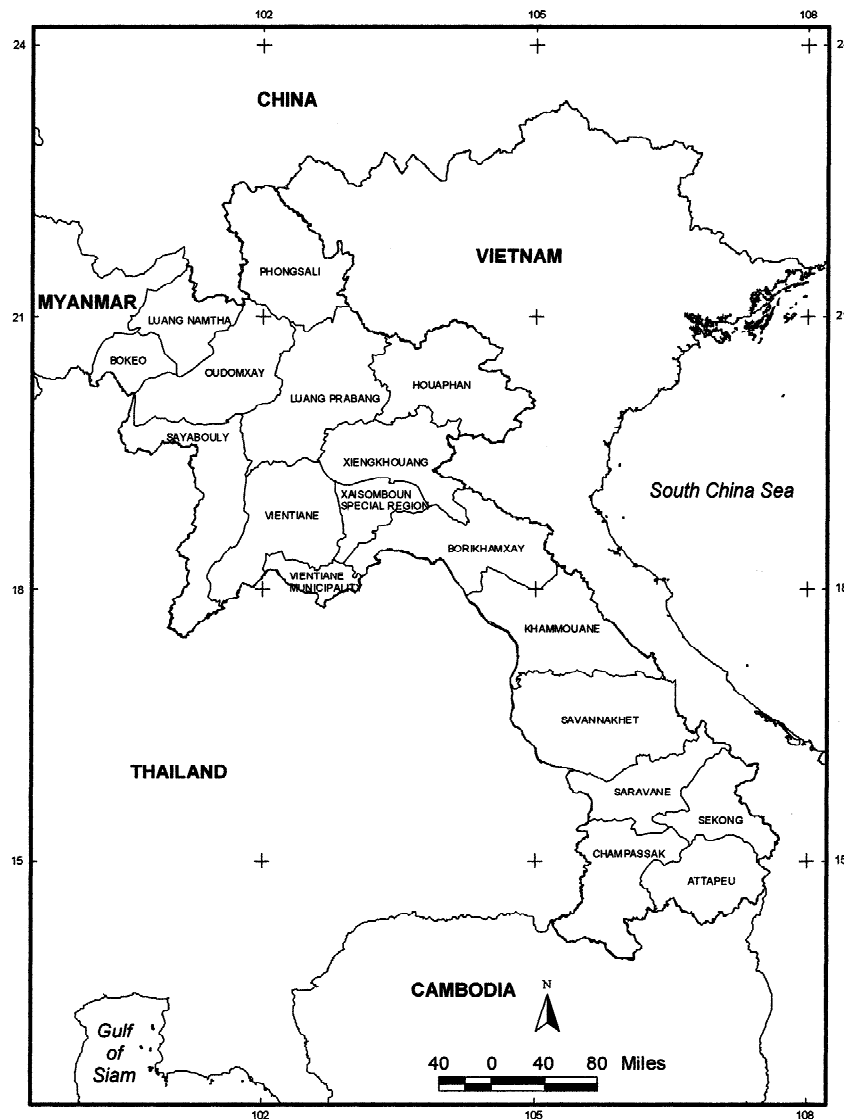 102 105 108
24
CHINA
VIETNAM
PHONGSALI
MYANMAR
21
LUANG NAMTHA
BOKEO
OUDOMXAY
HOUAPHAN
LUANG PRABANG
SAYABOULY
XIENGKHOUANG
South China Sea
XAISOMBOUN
SPECIAL REGION
VIENTIANE
BORIKHAMXAY
VIENTIANE
MUNICIPALITY
18
KHAMMOUANE
SAVANNAKHET
THAILAND
SARAVANE
SEKONG
CHAMPASSAK
15
ATTAPEU
CAMBODIA
N
Gulf
of
Siam
40 0 40 80 Miles
102 105 108